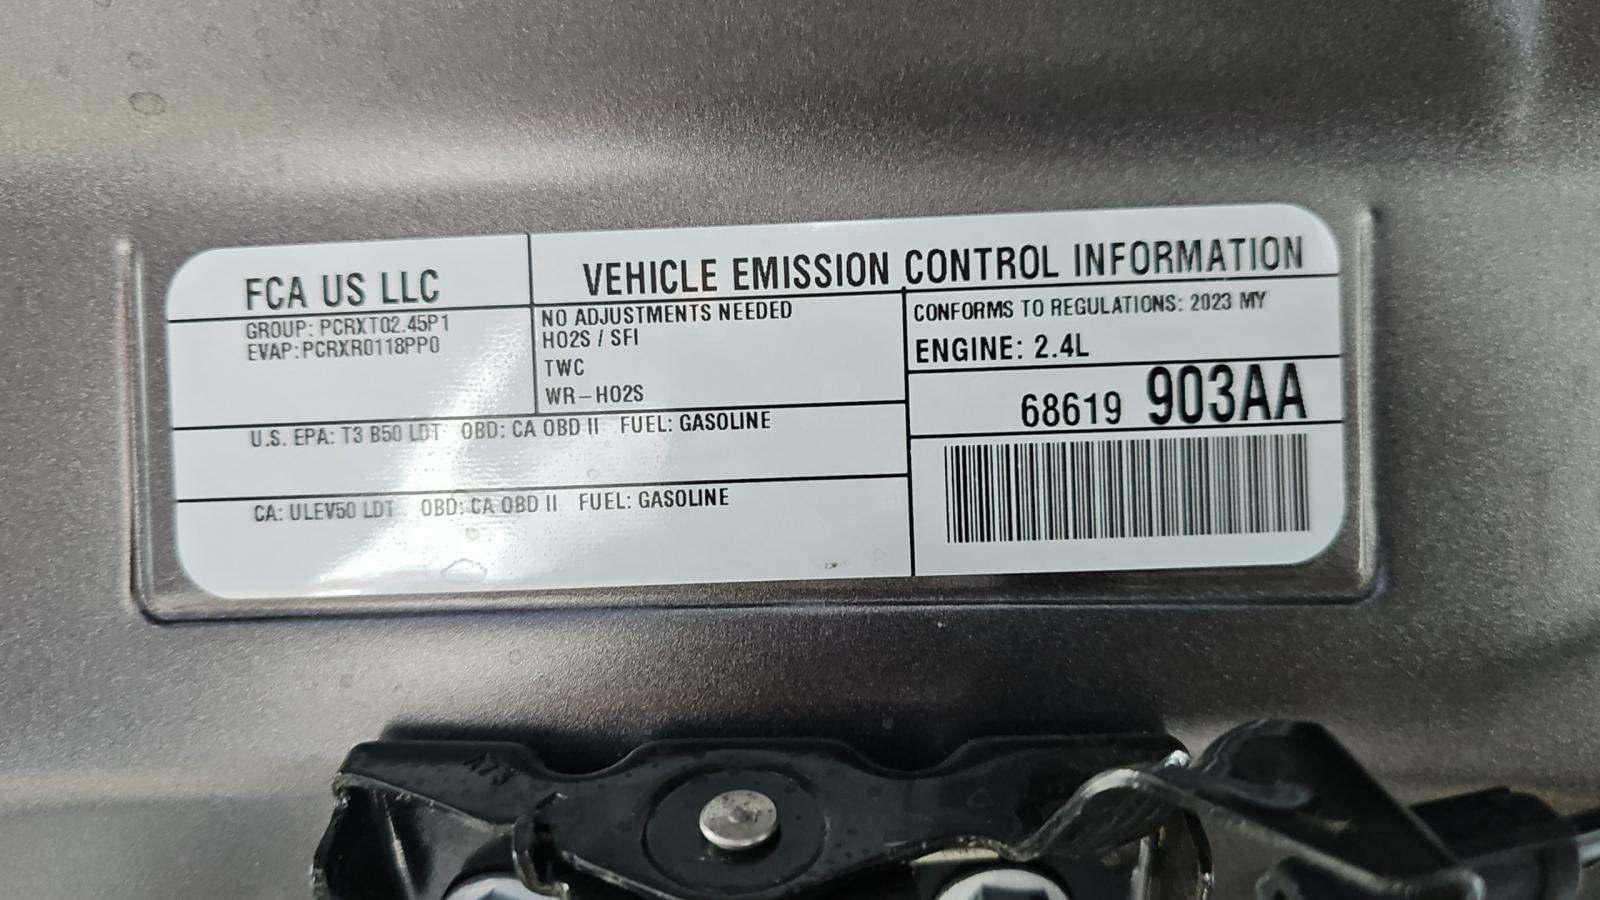 FCA US LLC
VEHICLE EMISSION CONTROL INFORMATION
GROUP: PCRXT02.45P1
EVAP: PCRXR0118PP0
NO ADJUSTMENTS NEEDED
HO2S / SFI
TWC
WR-HO2S
CONFORMS TO REGULATIONS: 2023 MY
ENGINE: 2.4L
68619 903AA
U.S. EPA: T3 B50 LDT OBD: CA OBD II FUEL: GASOLINE
CA: ULEV50 LDT OBD: CA OBD II FUEL: GASOLINE